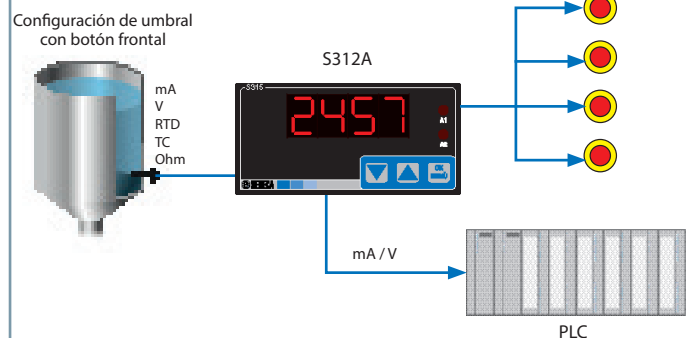 Configuración de umbral
con botón frontal
S312A
mA
V
RTD
TC
Ohm
S315
2457
A1
A2
OK
SENECA
mA / V
PLC